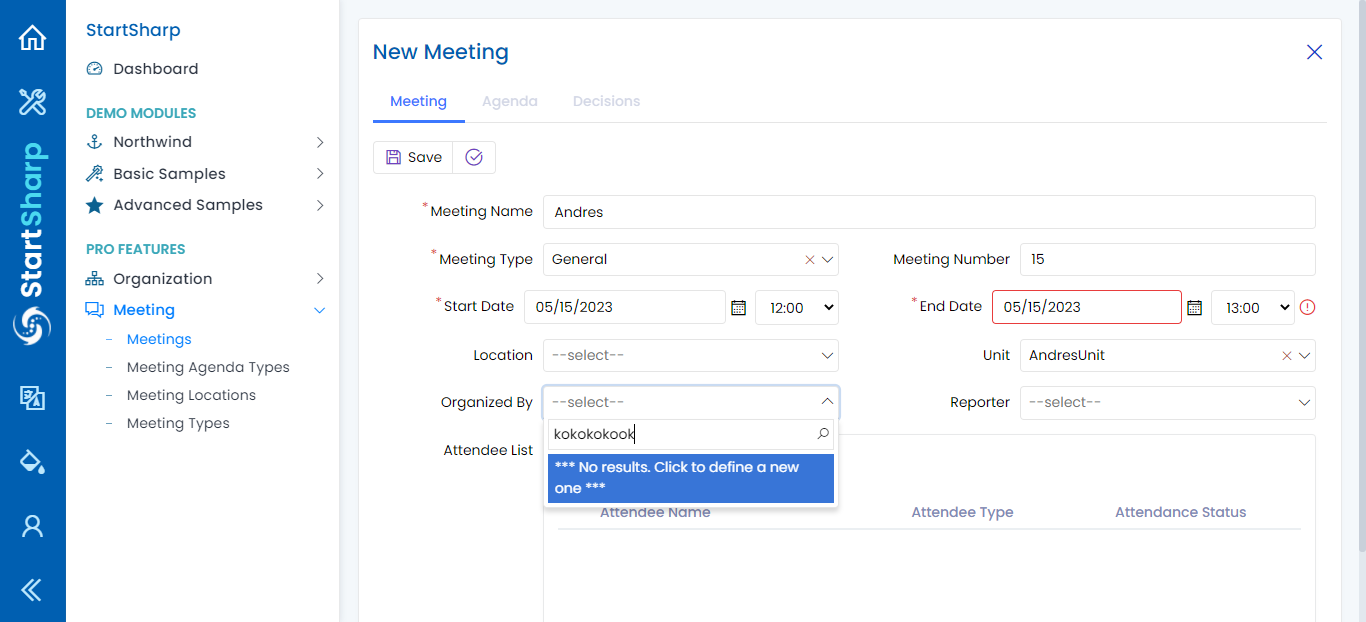 StartSharp
StartSharp
Dashboard
DEMO MODULES
Northwind
Basic Samples
Advanced Samples
PRO FEATURES
Organization
Meeting
Meetings
Meeting Agenda Types
Meeting Locations
Meeting Types
New Meeting
Meeting Agenda Decisions
Save
*Meeting Name Andres
*Meeting Type General Meeting Number 15
*Start Date 05/15/2023 12:00 *End Date 05/15/2023 13:00
Location --select-- Unit AndresUnit
Organized By --select-- Reporter --select--
kokokokook
Attendee List
*** No results. Click to define a new
one ***
Attendee Name Attendee Type Attendance Status